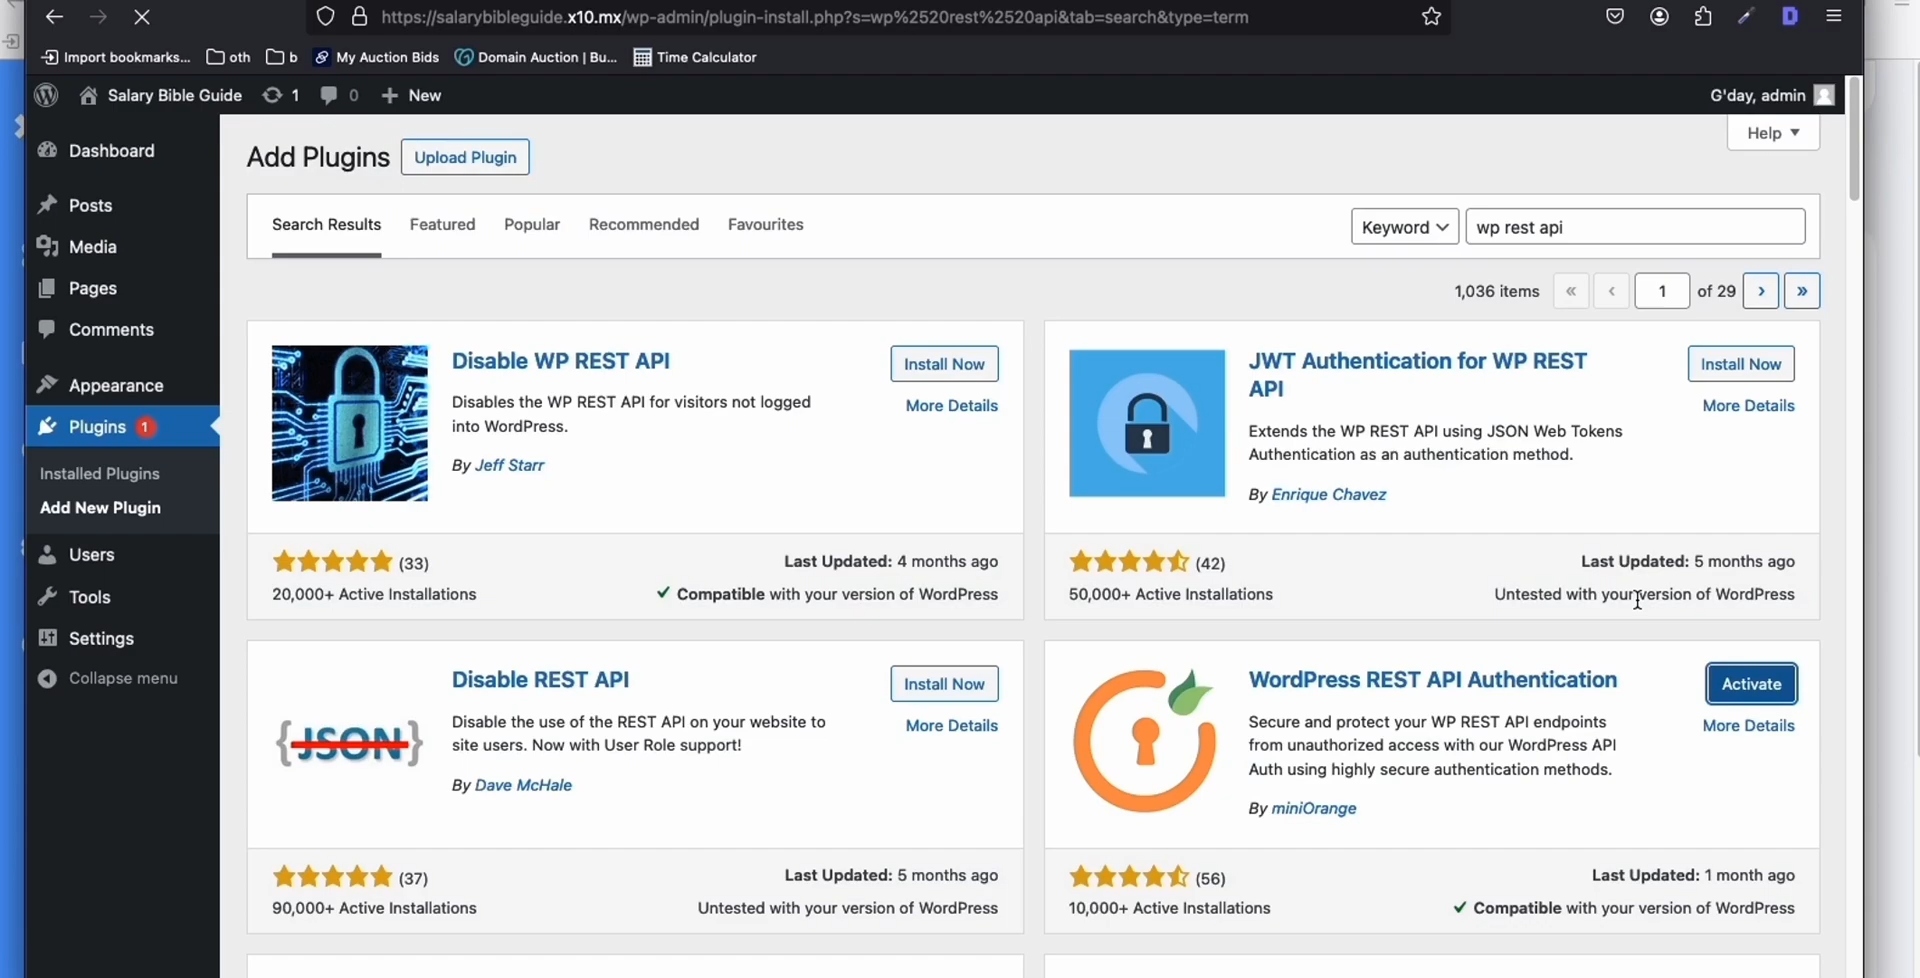 https://salarybibleguide.x10.mx/wp-admin/plugin-install.php?s=wp%2520rest%2520api&tab=search&type=term
Import bookmarks... oth b My Auction Bids Domain Auction | Bu... Time Calculator
Salary Bible Guide 1 0 + New G'day, admin
Help
Dashboard
Posts
Media
Pages
Comments
Appearance
Plugins 1
Installed Plugins
Add New Plugin
Users
Tools
Settings
Collapse menu
Add Plugins Upload Plugin
Search Results Featured Popular Recommended Favourites Keyword wp rest api
1,036 items « ‹ 1 of 29 › »
Disable WP REST API
Install Now
More Details
Disables the WP REST API for visitors not logged
into WordPress.
By Jeff Starr
(33)
Last Updated: 4 months ago
20,000+ Active Installations
Compatible with your version of WordPress
JWT Authentication for WP REST
API
Install Now
More Details
Extends the WP REST API using JSON Web Tokens
Authentication as an authentication method.
By Enrique Chavez
(42)
Last Updated: 5 months ago
50,000+ Active Installations
Untested with your version of WordPress
{JSON}
Disable REST API
Install Now
More Details
Disable the use of the REST API on your website to
site users. Now with User Role support!
By Dave McHale
(37)
Last Updated: 5 months ago
90,000+ Active Installations
Untested with your version of WordPress
WordPress REST API Authentication
Activate
More Details
Secure and protect your WP REST API endpoints
from unauthorized access with our WordPress API
Auth using highly secure authentication methods.
By miniOrange
(56)
Last Updated: 1 month ago
10,000+ Active Installations
Compatible with your version of WordPress